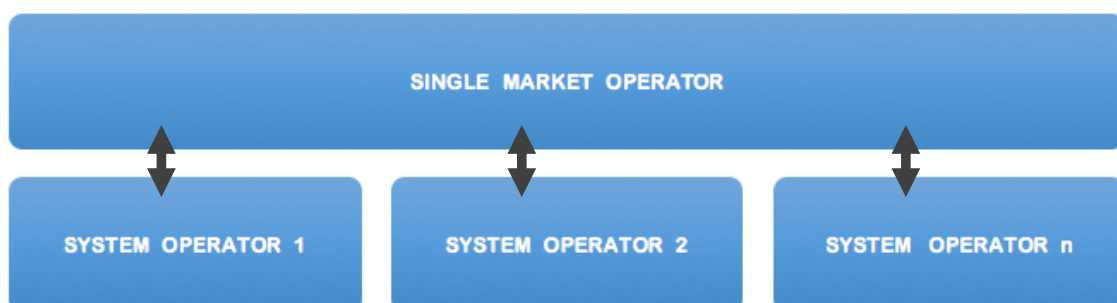 SINGLE MARKET OPERATOR
SYSTEM OPERATOR 1
SYSTEM OPERATOR 2
SYSTEM OPERATOR n